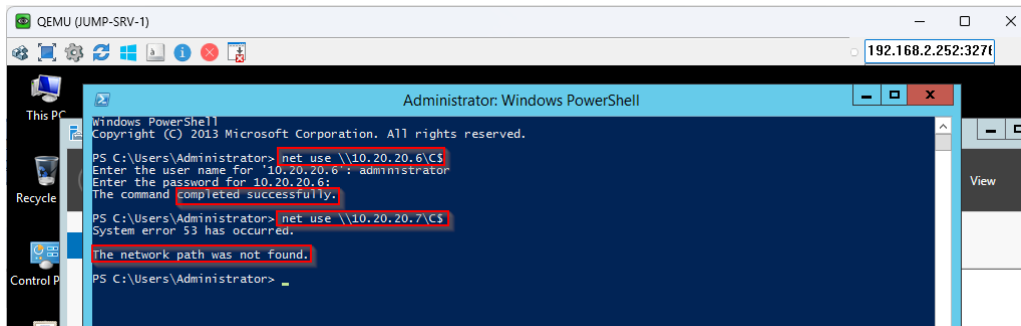 QEMU (JUMP-SRV-1)
192.168.2.252:327
This PC
Administrator: Windows PowerShell
Windows PowerShell
Copyright (C) 2013 Microsoft Corporation. All rights reserved.
PS C:\Users\Administrator> net use \\10.20.20.6\C$
Enter the user name for '10.20.20.6': administrator
Enter the password for 10.20.20.6:
The command completed successfully.
PS C:\Users\Administrator> net use \\10.20.20.7\C$
System error 53 has occurred.
The network path was not found.
PS C:\Users\Administrator> _
Recycle
View
Control P